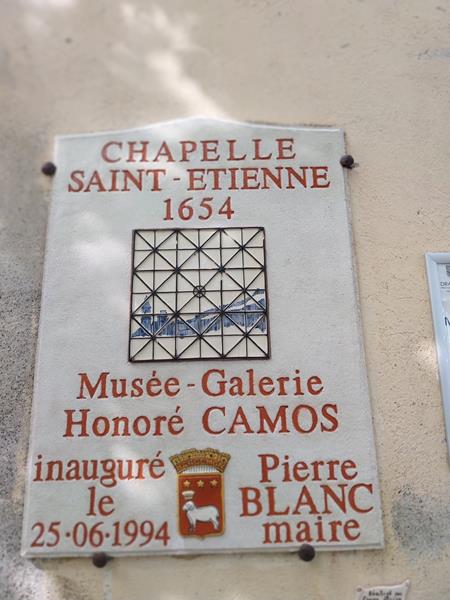 CHAPELLE
SAINT-ETIENNE
1654
Musée-Galerie
Honoré CAMOS
inauguré
le
25·06·1994
Pierre
BLANC
maire